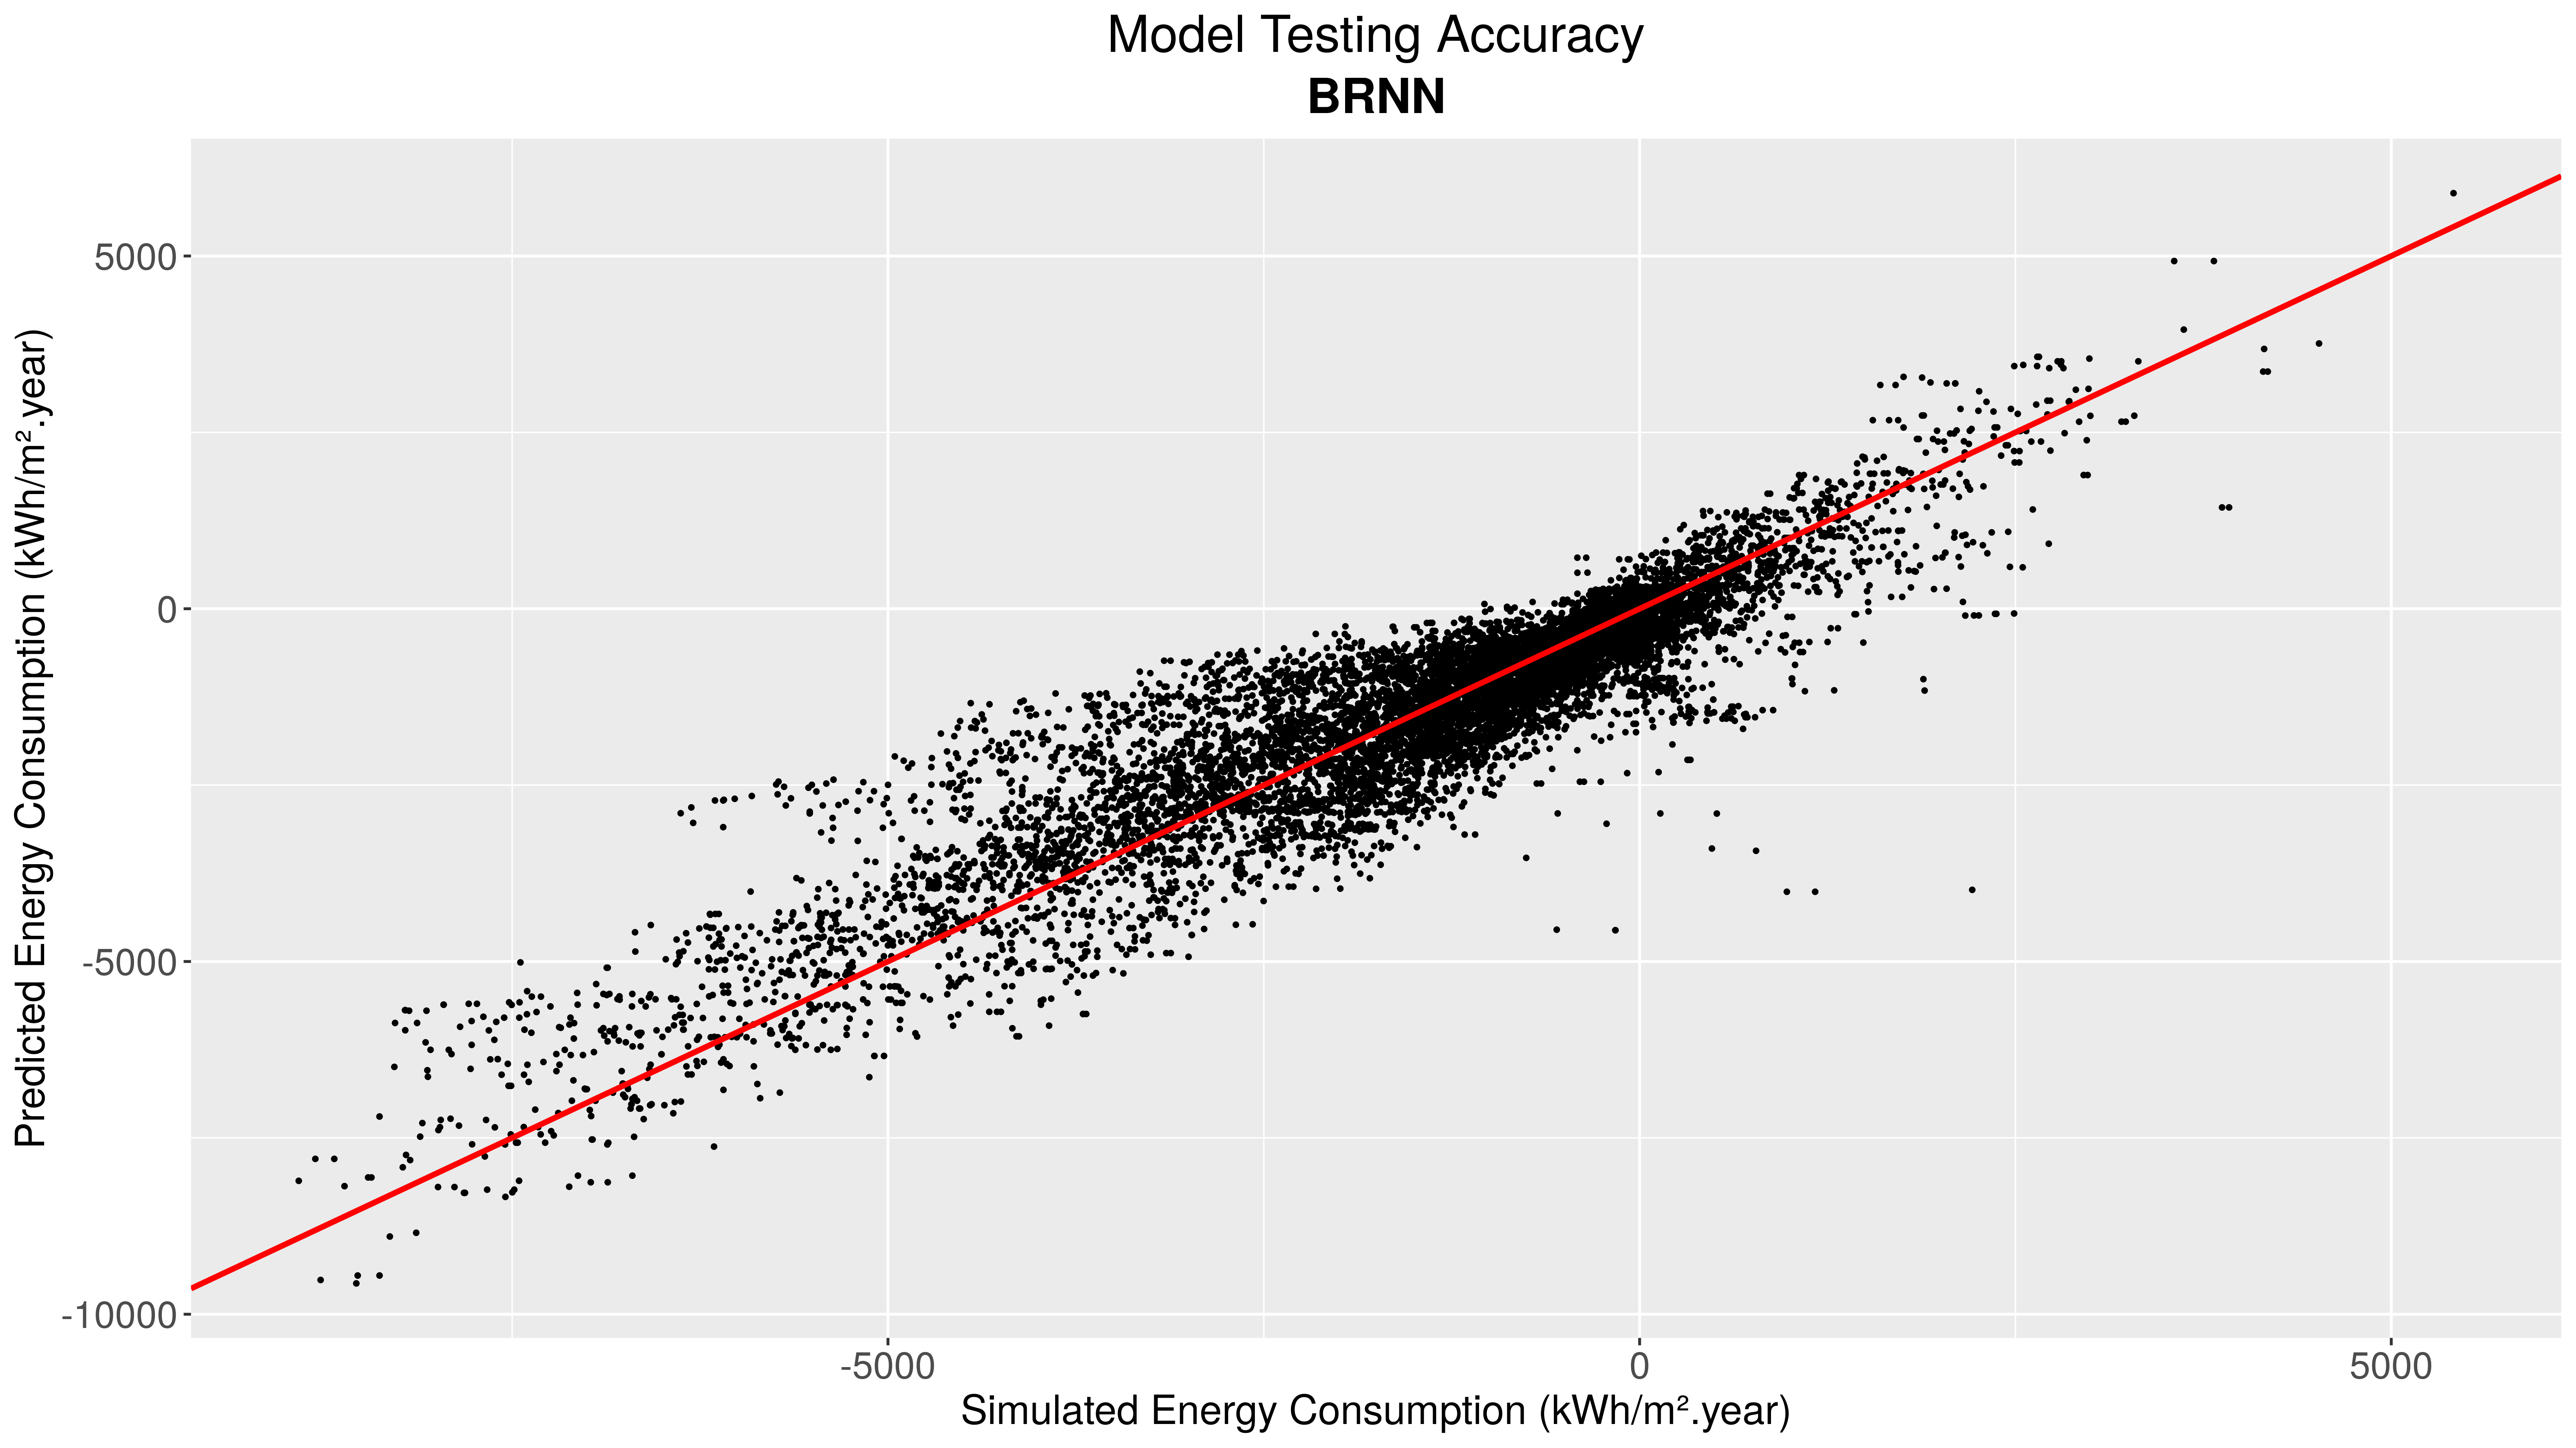 Model Testing Accuracy
BRNN
Predicted Energy Consumption (kWh/m².year)
5000
0
-5000
-10000
-5000
0
5000
Simulated Energy Consumption (kWh/m².year)